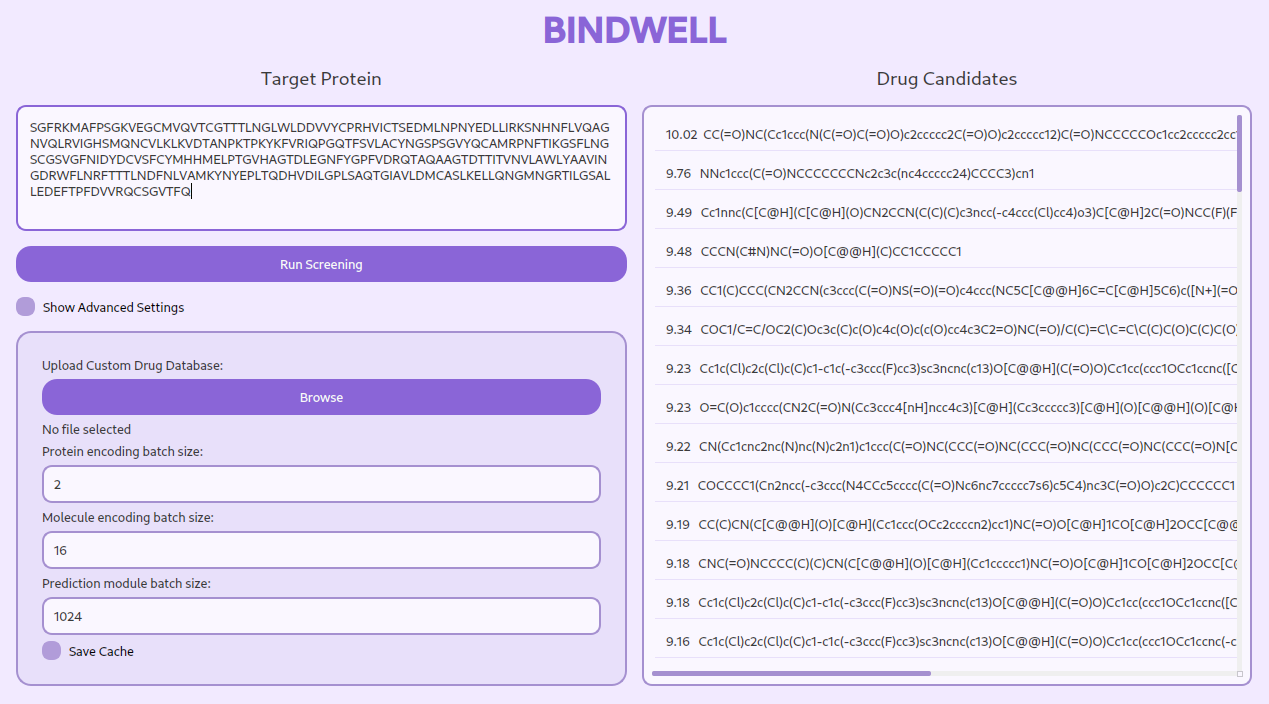 BINDWELL
Target Protein
SGFRKMAFPSGKVEGCMVQVTCGTTTLNGLWLDDVVYCPRHVICTSEDMLNPNYEDLLIRKSNHNFLVQAG
NVQLRVIGHSMQNCVLKLKVDTANPKTPKYKFVRIQPGQTFSVLACYNGSPSGVYQCAMRPNFTIKGSFLNG
SCGSVGFNIDYDCVSFCYMHHMELPTGVHAGTDLEGNFYGPFVDRQTAQAAGTDTTITVNVLAWLYAAVIN
GDRWFLNRFTTTLNDFNLVAMKYNYEPLTQDHVDILGPLSAQTGIAVLDMCASLKELLQNGMNGRTILGSAL
LEDEFTPFDVVRQCSGVTFQ
Run Screening
Show Advanced Settings
Upload Custom Drug Database:
Browse
No file selected
Protein encoding batch size:
2
Molecule encoding batch size:
16
Prediction module batch size:
1024
Save Cache
Drug Candidates
10.02 CC(=O)NC(Cc1ccc(N(C(=O)C(=O)O)c2ccccc2C(=O)O)c2ccccc12)C(=O)NCCCCCOc1cc2ccccc2cc
9.76 NNc1ccc(C(=O)NCCCCCCCNc2c3c(nc4ccccc24)CCCC3)cn1
9.49 Cc1nnc(C[C@H](C[C@H](O)CN2CCN(C(C)(C)c3ncc(-c4ccc(Cl)cc4)o3)C[C@H]2C(=O)NCC(F)(F
9.48 CCCN(C#N)NC(=O)O[C@@H](C)CC1CCCCC1
9.36 CC1(C)CCC(CN2CCN(c3ccc(C(=O)NS(=O)(=O)c4ccc(NC5C[C@@H]6C=C[C@H]5C6)c([N+](=O
9.34 COC1/C=C/OC2(C)Oc3c(C)c(O)c4c(O)c(c(O)cc4c3C2=O)NC(=O)/C(C)=C\C=C\C(C)C(O)C(C)C(O)
9.23 Cc1c(Cl)c2c(Cl)c(C)c1-c1c(-c3ccc(F)cc3)sc3ncnc(c13)O[C@@H](C(=O)O)Cc1cc(ccc1OCc1ccnc([C
9.23 O=C(O)c1cccc(CN2C(=O)N(Cc3ccc4[nH]ncc4c3)[C@H](Cc3ccccc3)[C@H](O)[C@@H](O)[C@H
9.22 CN(Cc1cnc2nc(N)nc(N)c2n1)c1ccc(C(=O)NC(CCC(=O)NC(CCC(=O)NC(CCC(=O)NC(CCC(=O)N[C
9.21 COCCCC1(Cn2ncc(-c3ccc(N4CCc5cccc(C(=O)Nc6nc7ccccc7s6)c5C4)nc3C(=O)O)c2C)CCCCCC1
9.19 CC(C)CN(C[C@@H](O)[C@H](Cc1ccc(OCc2ccccn2)cc1)NC(=O)O[C@H]1CO[C@H]2OCC[C@@
9.18 CNC(=O)NCCCC(C)(C)CN(C[C@@H](O)[C@H](Cc1ccccc1)NC(=O)O[C@H]1CO[C@H]2OCC[C@
9.18 Cc1c(Cl)c2c(Cl)c(C)c1-c1c(-c3ccc(F)cc3)sc3ncnc(c13)O[C@@H](C(=O)O)Cc1cc(ccc1OCc1ccnc([C
9.16 Cc1c(Cl)c2c(Cl)c(C)c1-c1c(-c3ccc(F)cc3)sc3ncnc(c13)O[C@@H](C(=O)O)Cc1cc(ccc1OCc1ccnc(-c